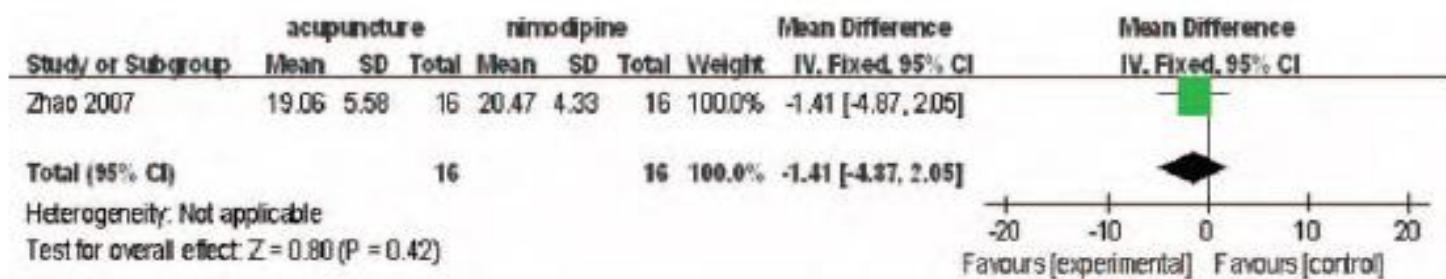 acupuncture nimodipine Mean Difference Mean Difference
Study or Subgroup Mean SD Total Mean SD Total Weight IV, Fixed, 95% CI IV, Fixed, 95% CI
Zhao 2007 19.06 5.58 16 20.47 4.33 16 100.0% -1.41 [-4.87, 2.05]
Total (95% CI) 16 16 100.0% -1.41 [-4.87, 2.05]
Heterogeneity: Not applicable
Test for overall effect: Z = 0.80 (P = 0.42)
-20 -10 0 10 20
Favours [experimental] Favours [control]